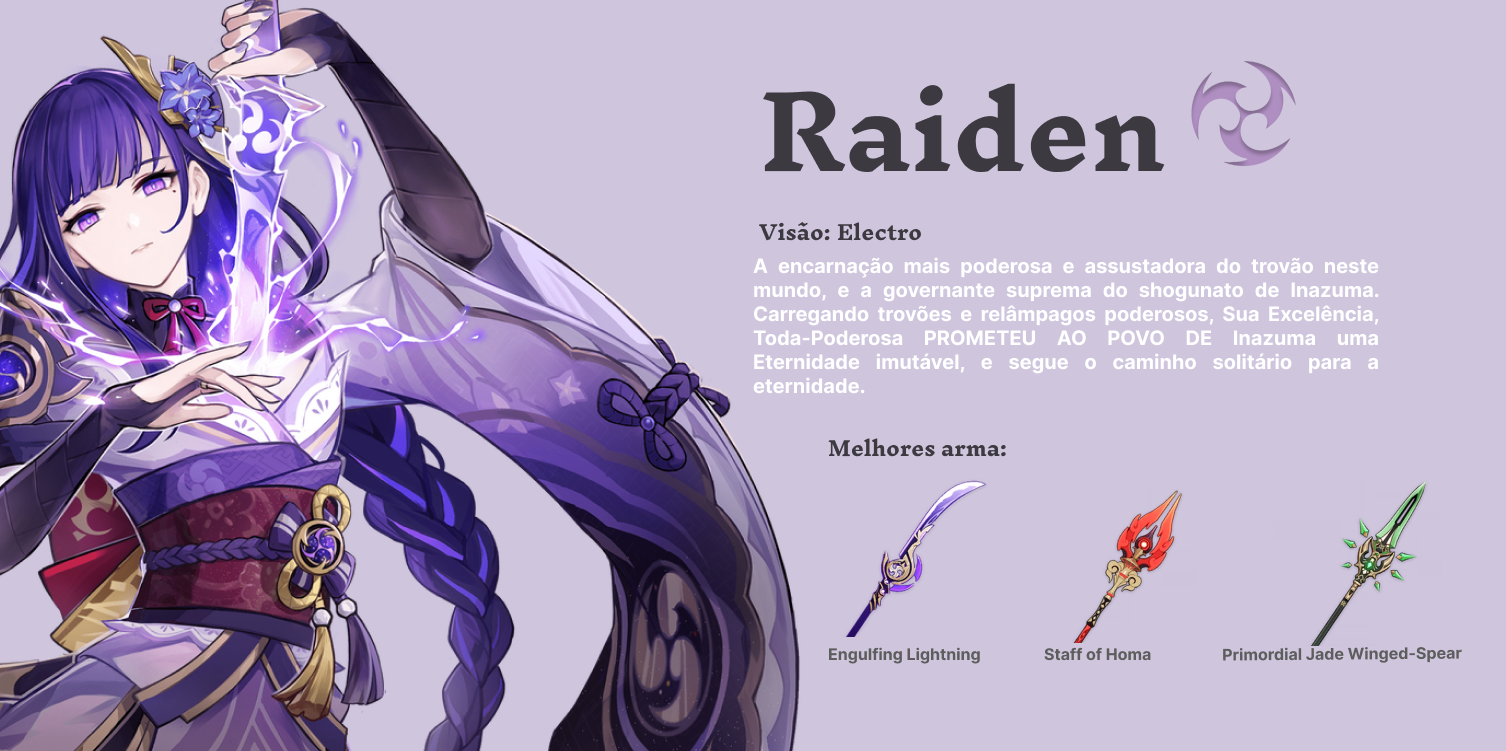 Raiden
Visão: Electro
A encarnação mais poderosa e assustadora do trovão neste
mundo, e a governante suprema do shogunato de Inazuma.
Carregando trovões e relâmpagos poderosos, Sua Excelência,
Toda-Poderosa PROMETEU AO POVO DE Inazuma uma
Eternidade imutável, e segue o caminho solitário para a
eternidade.
Melhores arma:
Engulfing Lightning
Staff of Homa
Primordial Jade Winged-Spear